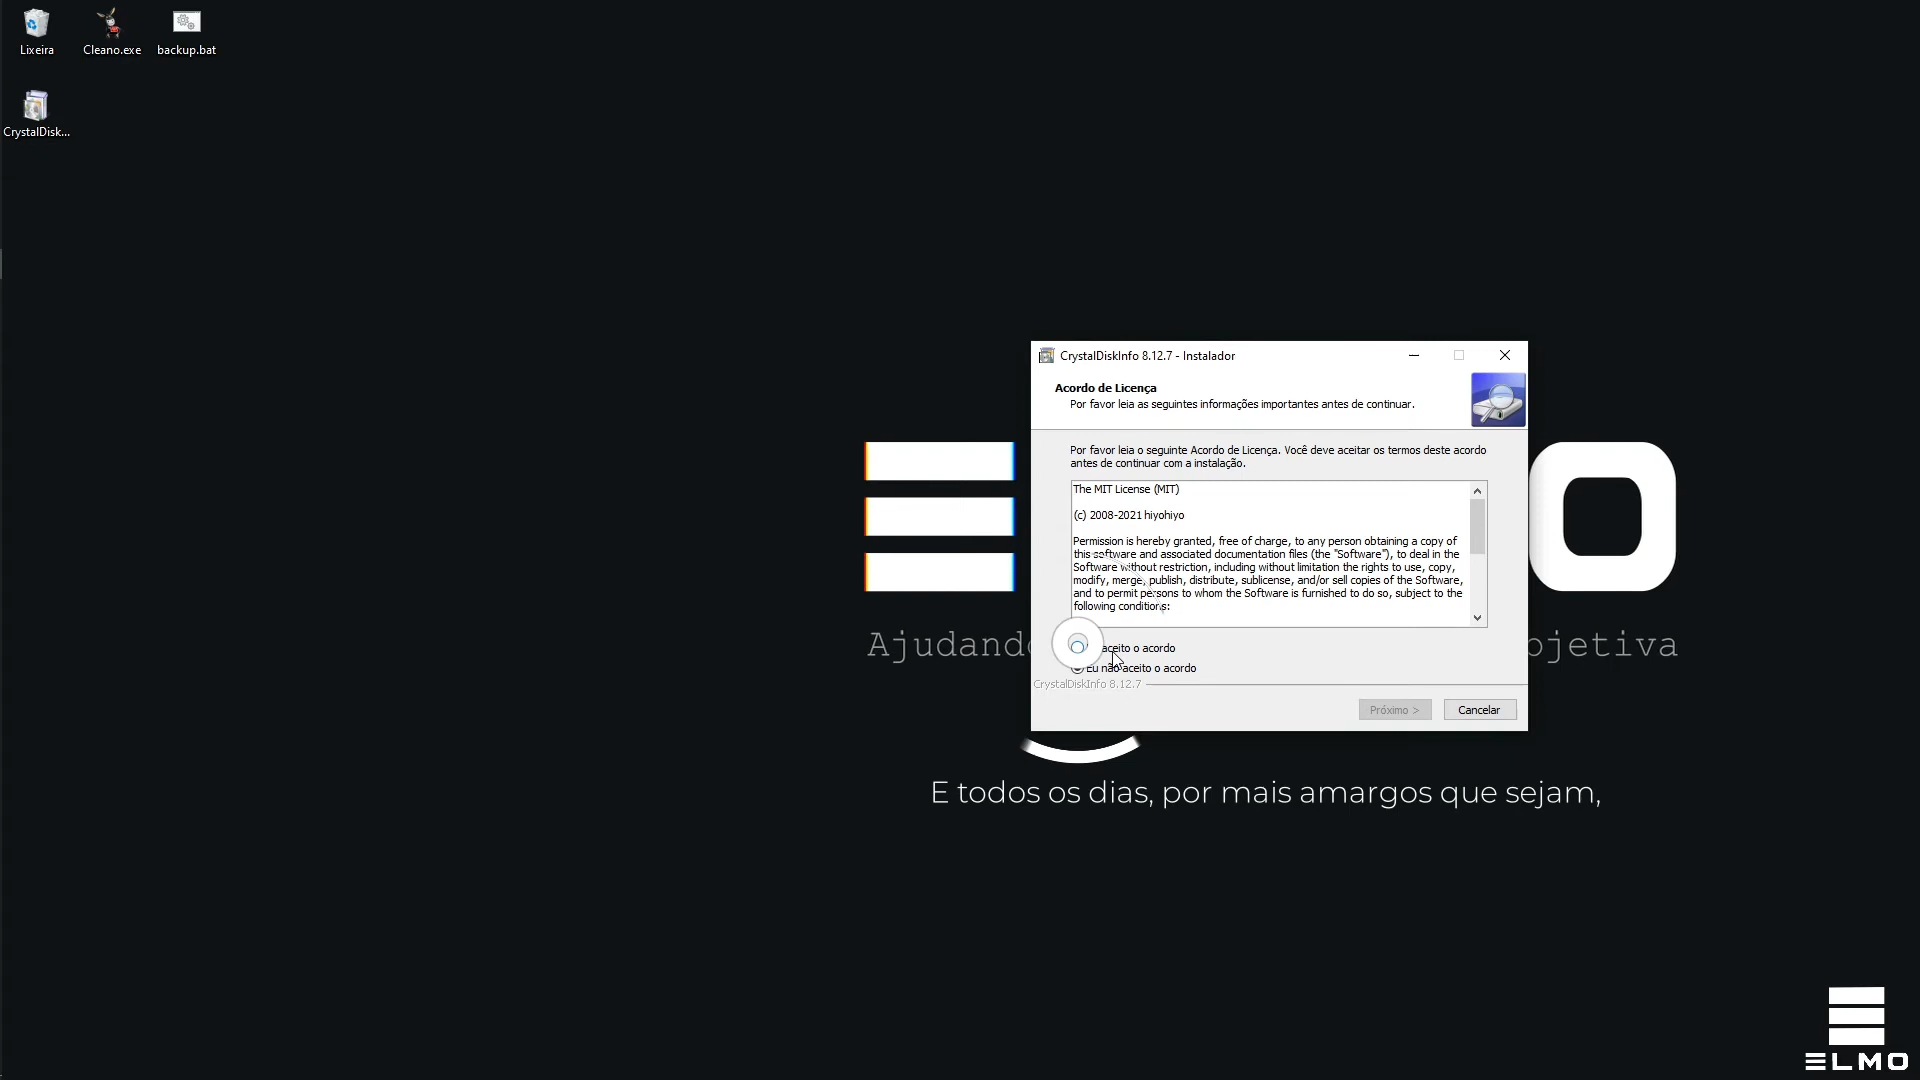 Lixeira
Cleano.exe
backup.bat
CrystalDisk...
CrystalDiskInfo 8.12.7 - Instalador
Acordo de Licença
Por favor leia as seguintes informações importantes antes de continuar.
Por favor leia o seguinte Acordo de Licença. Você deve aceitar os termos deste acordo
antes de continuar com a instalação.
The MIT License (MIT)
(c) 2008-2021 hiyohiyo
Permission is hereby granted, free of charge, to any person obtaining a copy of
this software and associated documentation files (the "Software"), to deal in the
Software without restriction, including without limitation the rights to use, copy,
modify, merge, publish, distribute, sublicense, and/or sell copies of the Software,
and to permit persons to whom the Software is furnished to do so, subject to the
following conditions:
aceito o acordo
Eu não aceito o acordo
CrystalDiskInfo 8.12.7
Próximo >
Cancelar
E O
Ajudando bjetiva
E todos os dias, por mais amargos que sejam,
ELMO